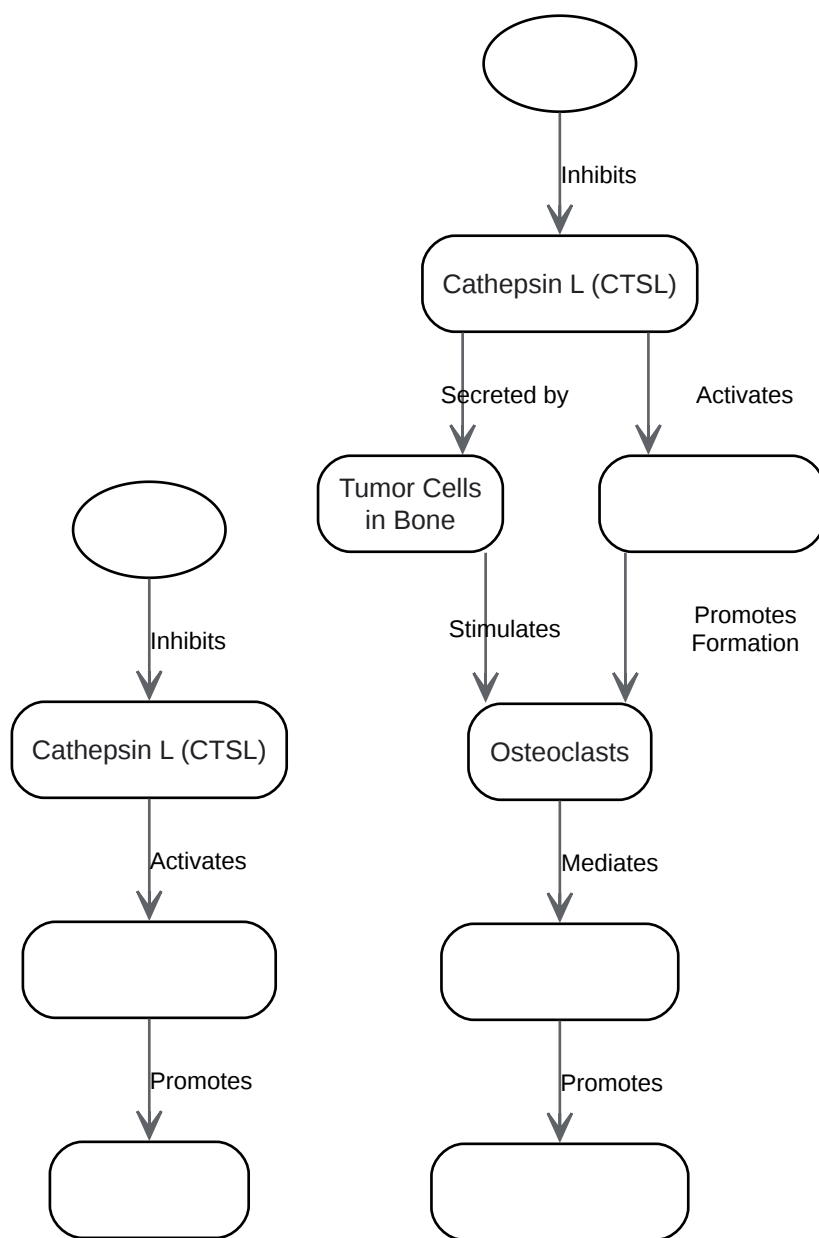 Inhibits
Cathepsin L (CTSL)
Secreted by
Activates
Tumor Cells
in Bone
Stimulates
Promotes
Formation
Osteoclasts
Mediates
Promotes
Inhibits
Cathepsin L (CTSL)
Activates
Promotes